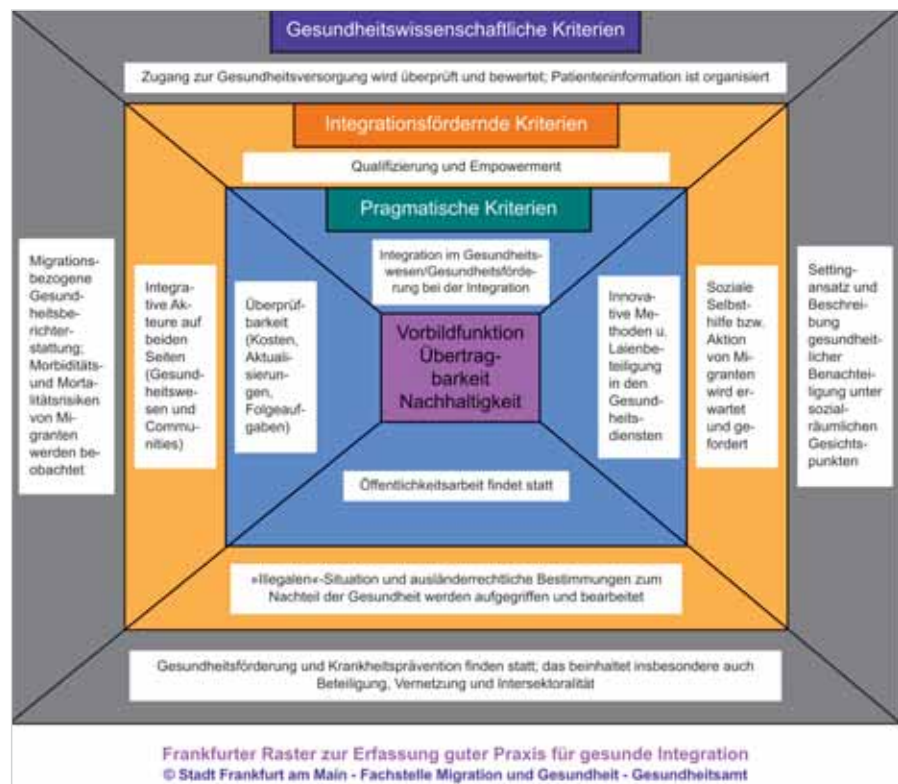 Gesundheitswissenschaftliche Kriterien
Zugang zur Gesundheitsversorgung wird überprüft und bewertet; Patienteninformation ist organisiert
Integrationsfördernde Kriterien
Qualifizierung und Empowerment
Pragmatische Kriterien
Integration im Gesundheits-
wesen/Gesundheitsförde-
rung bei der Integration
Migrations-
bezogene
Gesund-
heitsbe-
richter-
stattung;
Morbiditäts-
und Morta-
litätsrisiken
von Mi-
granten
werden be-
obachtet
Integra-
tive Ak-
teure auf
beiden
Seiten
(Gesund-
heitswe-
sen und
Commu-
nities)
Überprüf-
barkeit
(Kosten,
Aktuali-
sierun-
gen,
Folgeauf-
gaben)
Vorbildfunktion
Übertrag-
barkeit
Nachhaltigkeit
Innova-
tive Me-
thoden u.
Laienbe-
teiligung
in den
Gesund-
heits-
diensten
Soziale
Selbst-
hilfe bzw.
Aktion
von Mi-
granten
wird er-
wartet
und ge-
fordert
Setting-
ansatz und
Beschrei-
bung
gesundheit-
licher
Benachtei-
ligung unter
sozial-
räumlichen
Gesichts-
punkten
Öffentlichkeitsarbeit findet statt
»Illegalen«-Situation und ausländerrechtliche Bestimmungen zum
Nachteil der Gesundheit werden aufgegriffen und bearbeitet
Gesundheitsförderung und Krankheitsprävention finden statt; das beinhaltet insbesondere auch
Beteiligung, Vernetzung und Intersektoralität
Frankfurter Raster zur Erfassung guter Praxis für gesunde Integration
© Stadt Frankfurt am Main - Fachstelle Migration und Gesundheit - Gesundheitsamt